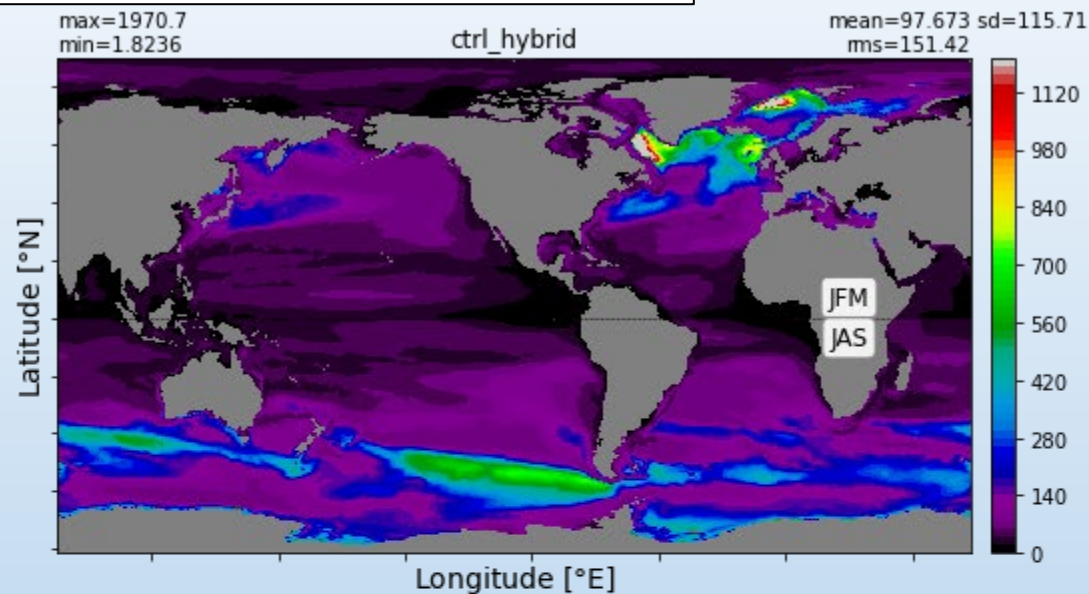 max=1970.7
min=1.8236
ctrl_hybrid
mean=97.673 sd=115.71
rms=151.42
Latitude [°N]
JFM
JAS
1120
980
840
700
560
420
280
140
0
Longitude [°E]